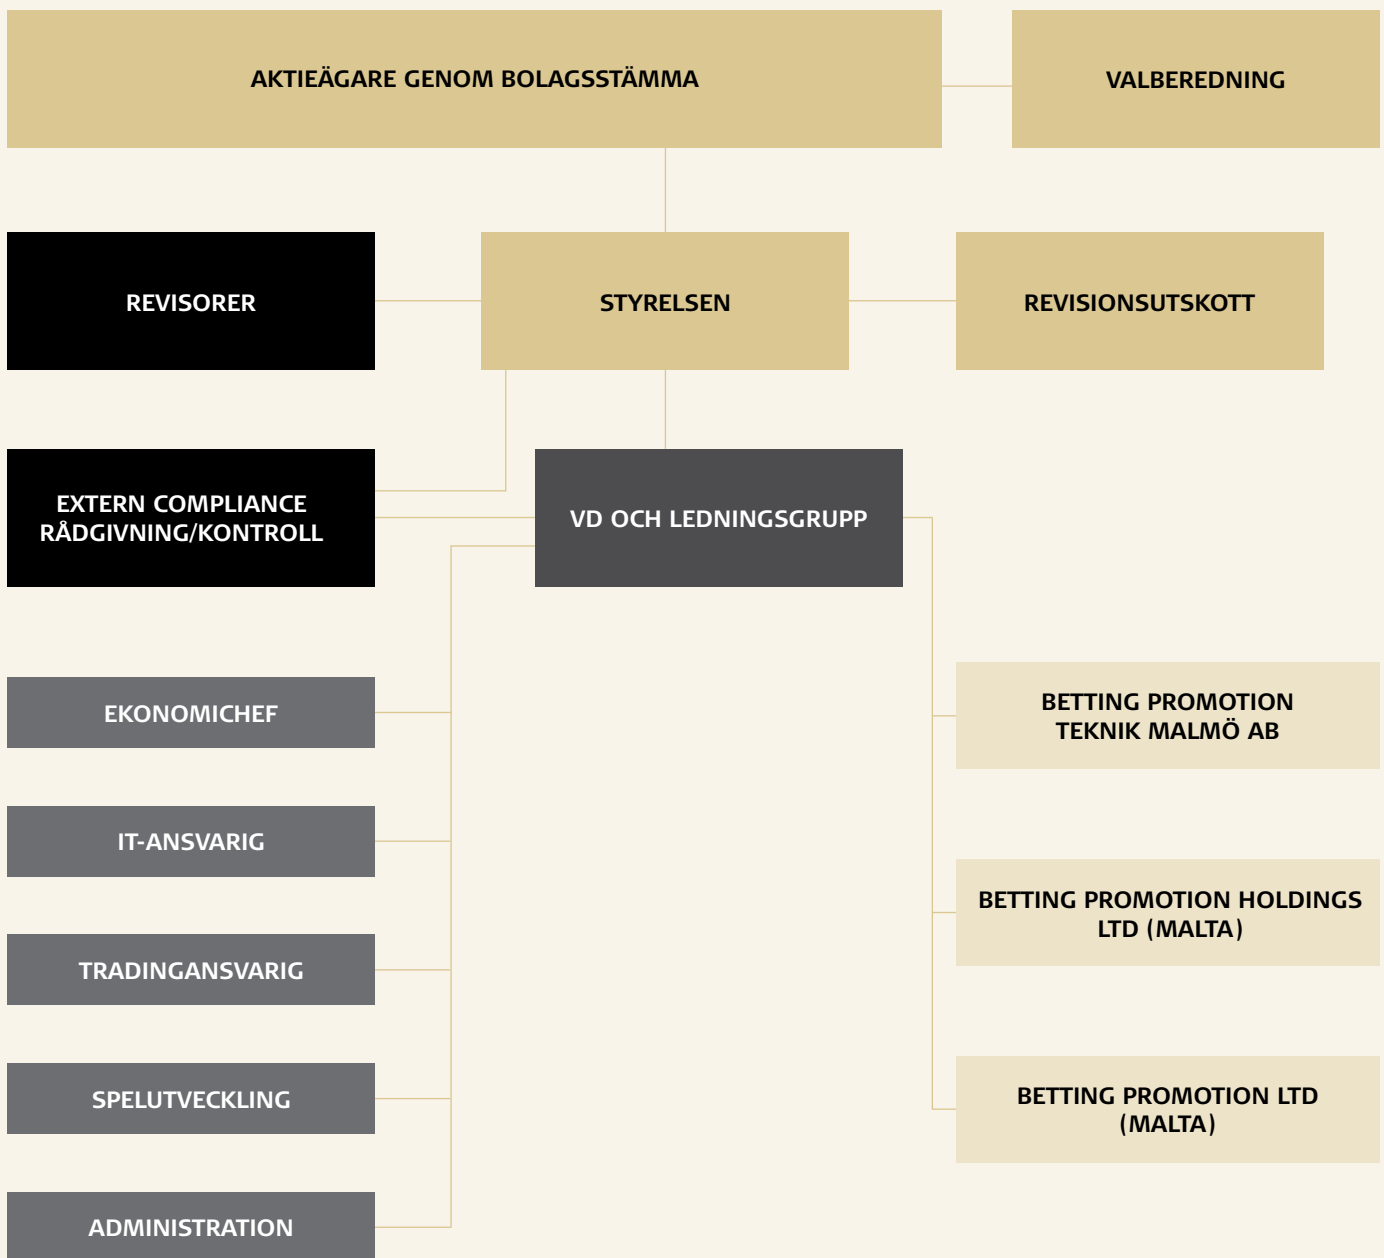 AKTIEÄGARE GENOM BOLAGSSTÄMMA
VALBEREDNING
REVISORER
STYRELSEN
REVISIONSUTSKOTT
EXTERN COMPLIANCE
RÅDGIVNING/KONTROLL
VD OCH LEDNINGSGRUPP
EKONOMICHEF
IT-ANSVARIG
TRADINGANSVARIG
SPELUTVECKLING
ADMINISTRATION
BETTING PROMOTION
TEKNIK MALMÖ AB
BETTING PROMOTION HOLDINGS
LTD (MALTA)
BETTING PROMOTION LTD
(MALTA)